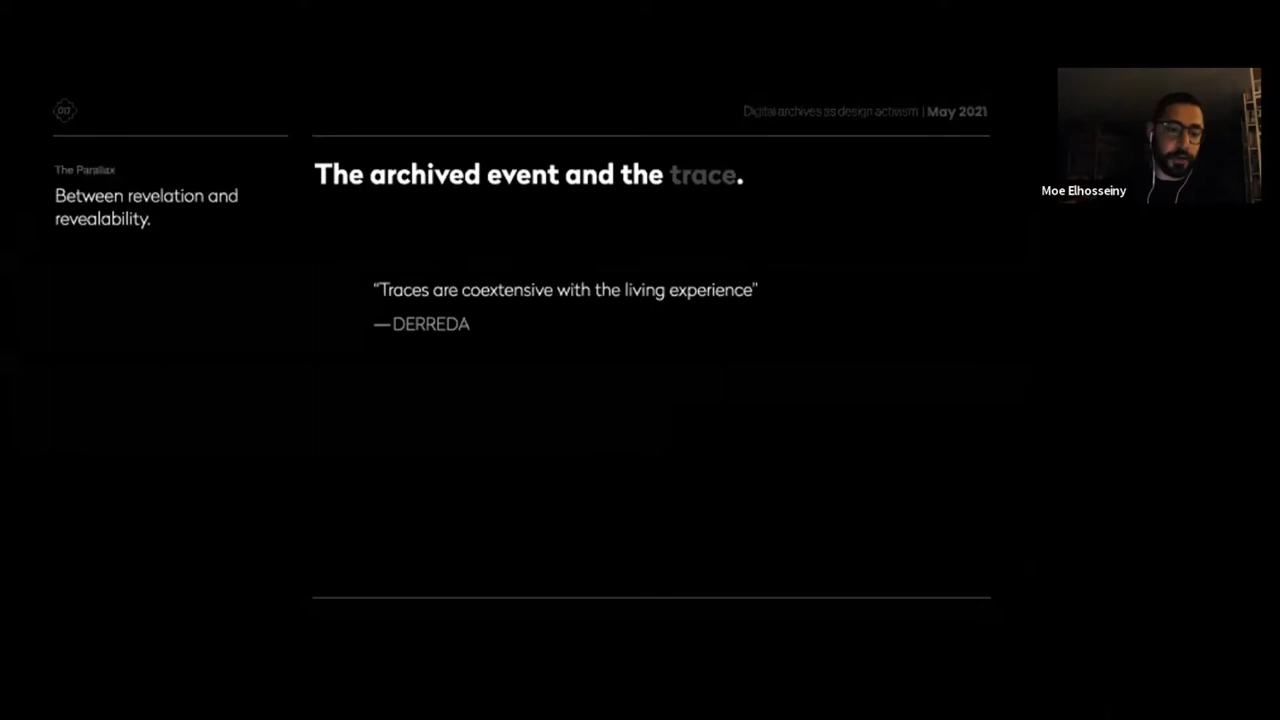 017
Digital archives as design activism | May 2021
The Parallax
Between revelation and
revealability.
The archived event and the trace.
“Traces are coextensive with the living experience”
— DERREDA
Moe Elhosseiny